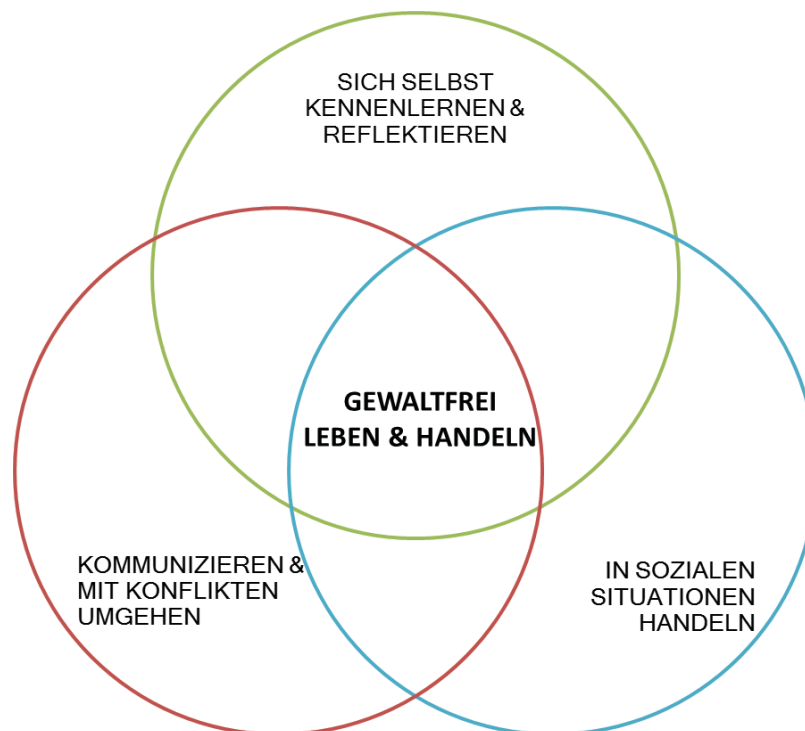 SICH SELBST
KENNENLERNEN &
REFLEKTIEREN
GEWALTFREI
LEBEN & HANDELN
KOMMUNIZIEREN &
MIT KONFLIKTEN
UMGEHEN
IN SOZIALEN
SITUATIONEN
HANDELN